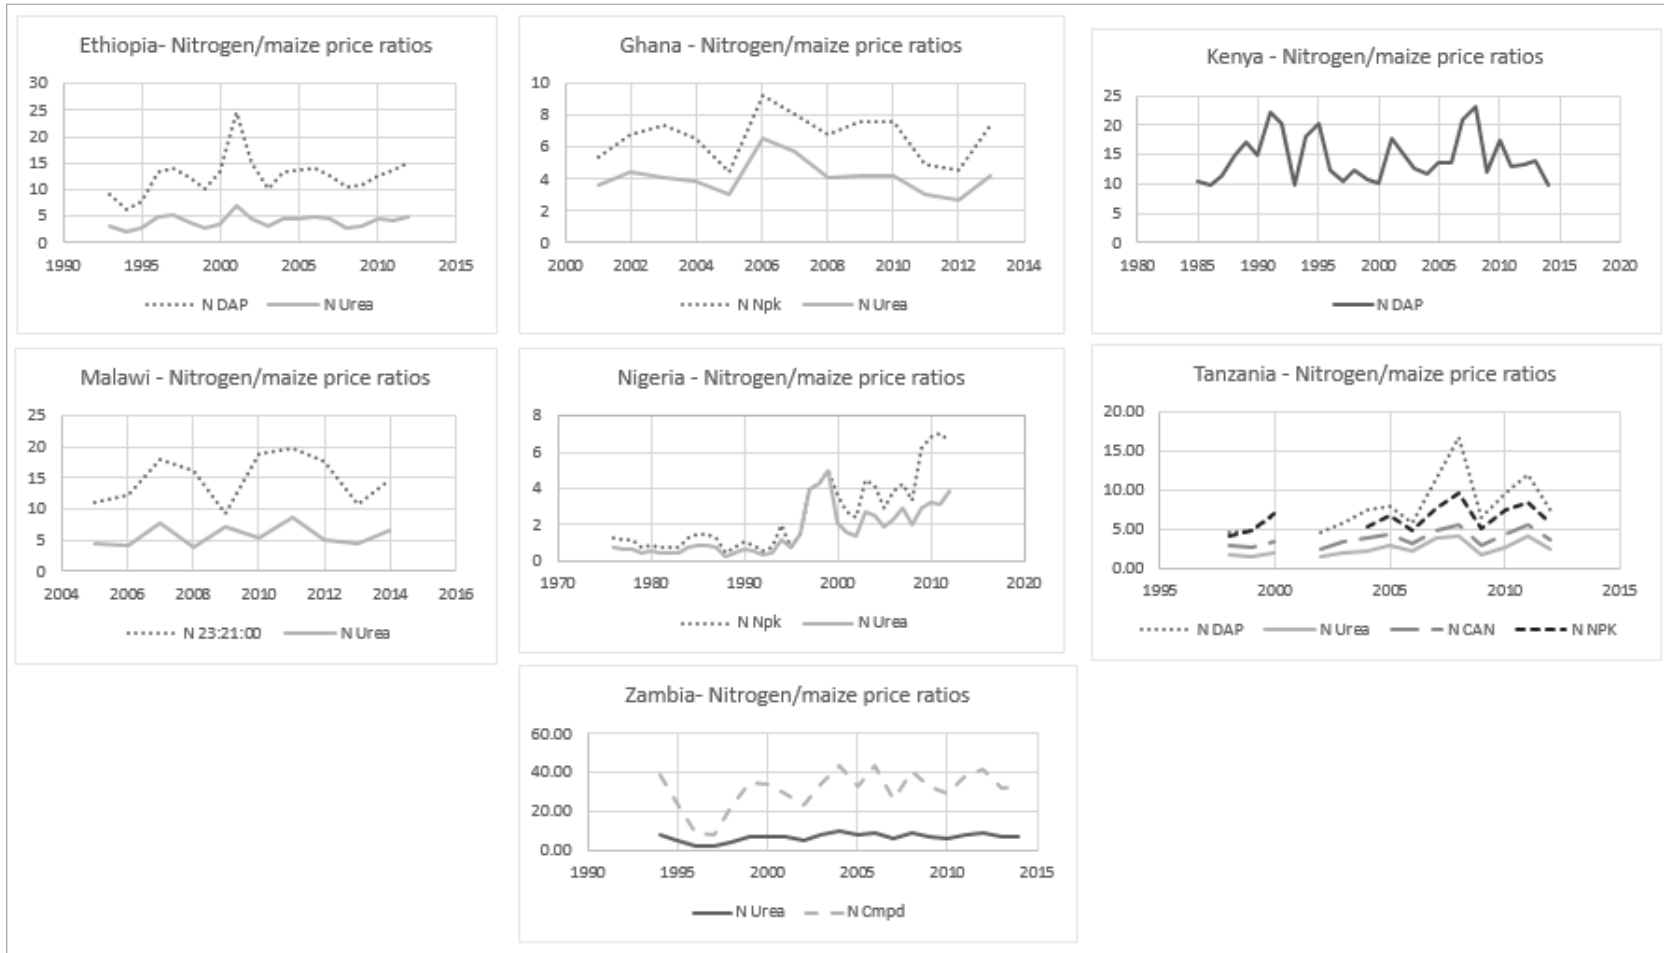 Ethiopia- Nitrogen/maize price ratios
30
25
20
15
10
5
0
1990 1995 2000 2005 2010 2015
N DAP N Urea
Ghana - Nitrogen/maize price ratios
10
8
6
4
2
0
2000 2002 2004 2006 2008 2010 2012 2014
N Npk N Urea
Kenya - Nitrogen/maize price ratios
25
20
15
10
5
0
1980 1985 1990 1995 2000 2005 2010 2015 2020
N DAP
Malawi - Nitrogen/maize price ratios
25
20
15
10
5
0
2004 2006 2008 2010 2012 2014 2016
N 23:21:00 N Urea
Nigeria - Nitrogen/maize price ratios
8
6
4
2
0
1970 1980 1990 2000 2010 2020
N Npk N Urea
Tanzania - Nitrogen/maize price ratios
20.00
15.00
10.00
5.00
0.00
1995 2000 2005 2010 2015
N DAP N Urea N CAN N NPK
Zambia- Nitrogen/maize price ratios
60.00
40.00
20.00
0.00
1990 1995 2000 2005 2010 2015
N Urea N Cmpd